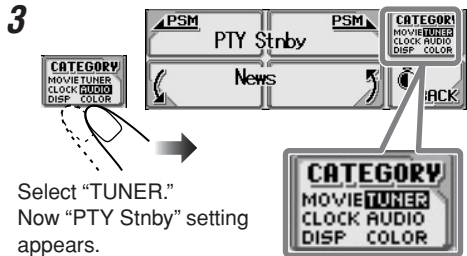 3
PSM PSM
PTY Stnby
News
BACK
CATEGORY
MOVIE TUNER
CLOCK AUDIO
DISP COLOR
CATEGORY
MOVIE TUNER
CLOCK AUDIO
DISP COLOR
Select “TUNER.”
Now “PTY Stnby” setting
appears.
CATEGORY
MOVIE TUNER
CLOCK AUDIO
DISP COLOR